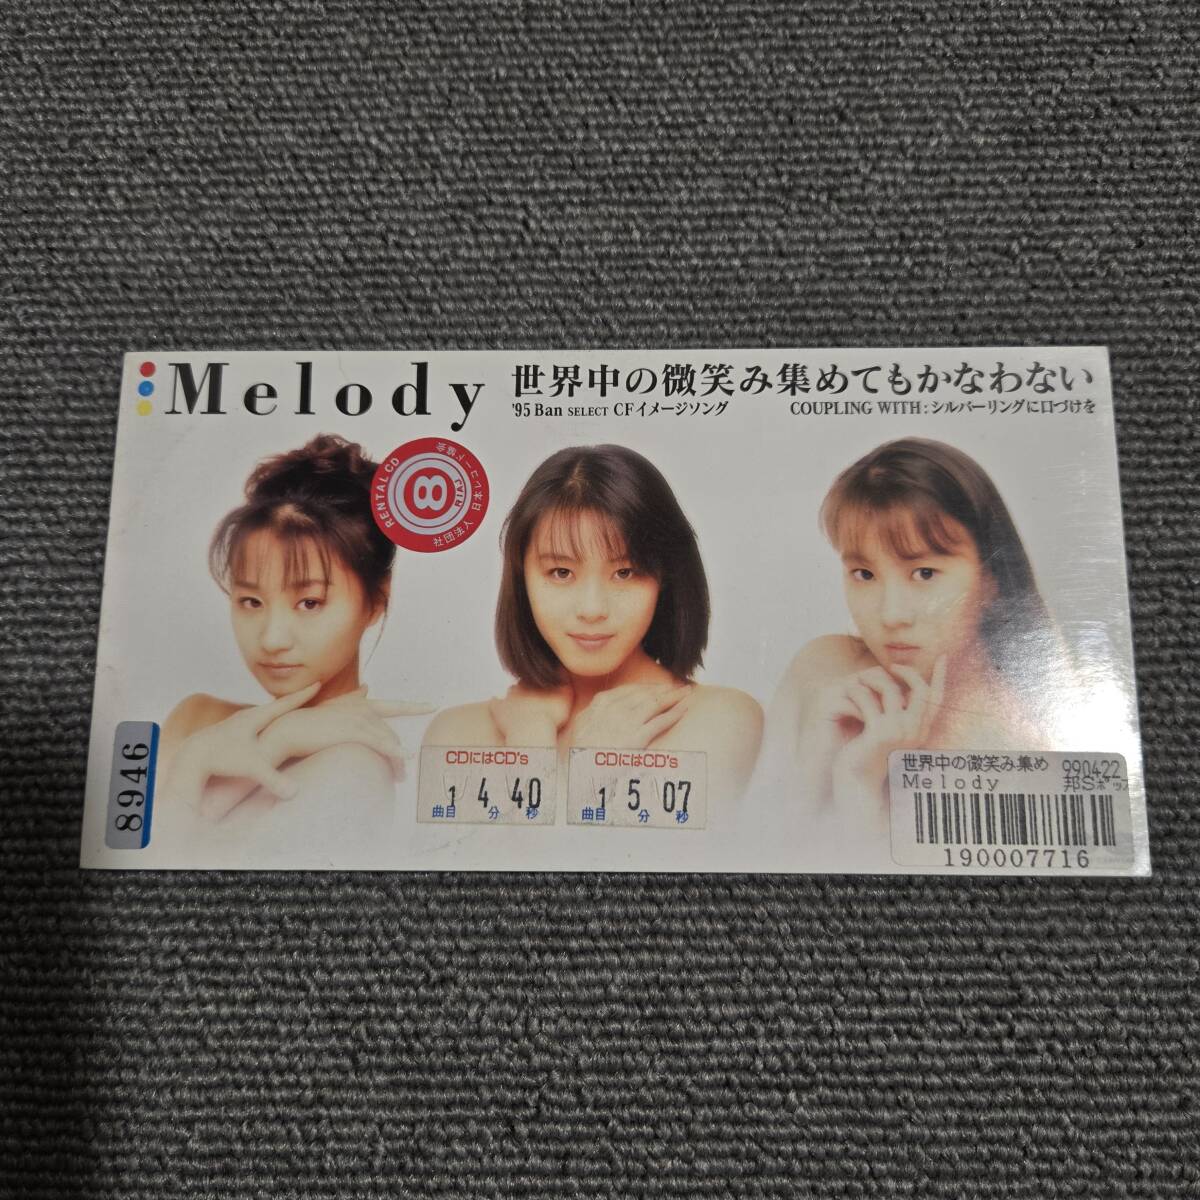 Melody
世界中の微笑み集めてもかなわない
'95 Ban SELECT CFイメージソング
COUPLING WITH:シルバーリングに口づけを
RENTAL CD
社団法人 日本レコード協会
RIAJ
8
8946
CDにはCD's
1 4 40
曲目 分 秒
CDにはCD's
1 5 07
曲目 分 秒
世界中の微笑み集め 990422
Melody 邦Sポップ
190007716